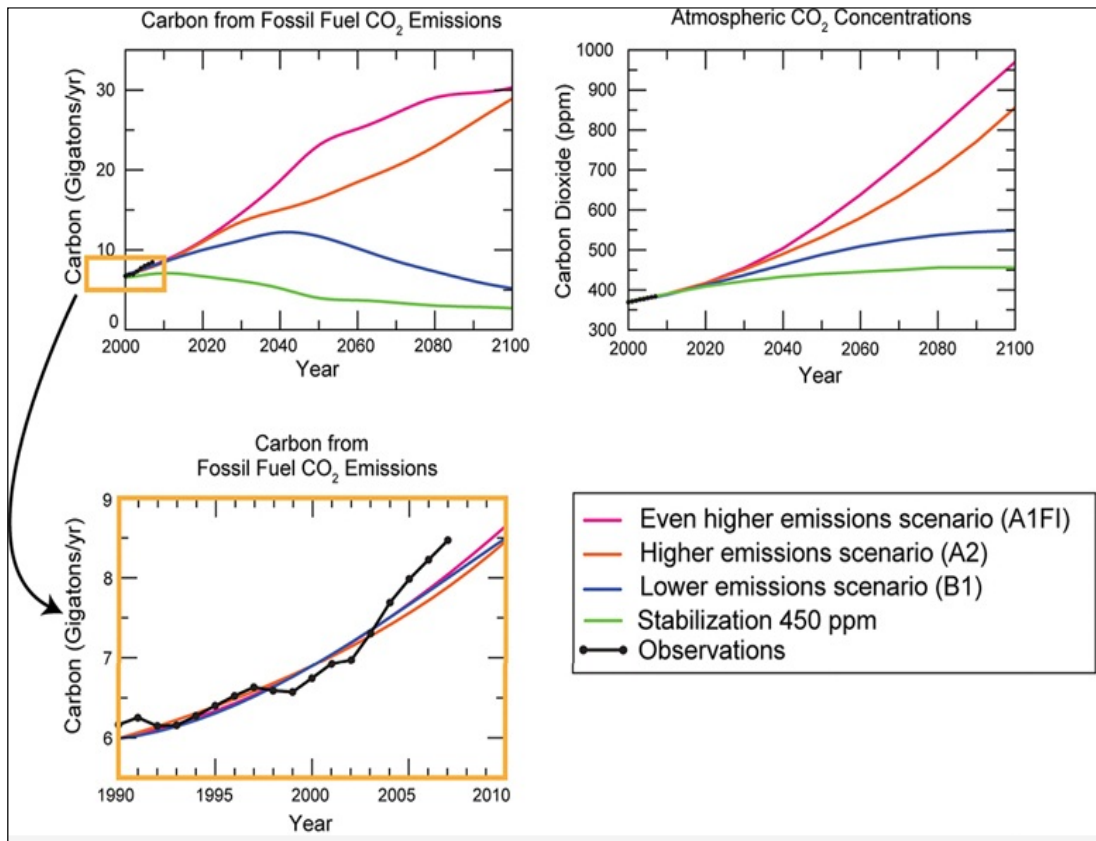 Carbon from Fossil Fuel CO₂ Emissions
Carbon (Gigatons/yr)
30
20
10
0
2000 2020 2040 2060 2080 2100
Year
Atmospheric CO₂ Concentrations
Carbon Dioxide (ppm)
1000
900
800
700
600
500
400
300
2000 2020 2040 2060 2080 2100
Year
Carbon from
Fossil Fuel CO₂ Emissions
Carbon (Gigatons/yr)
9
8
7
6
1990 1995 2000 2005 2010
Year
Even higher emissions scenario (A1FI)
Higher emissions scenario (A2)
Lower emissions scenario (B1)
Stabilization 450 ppm
Observations